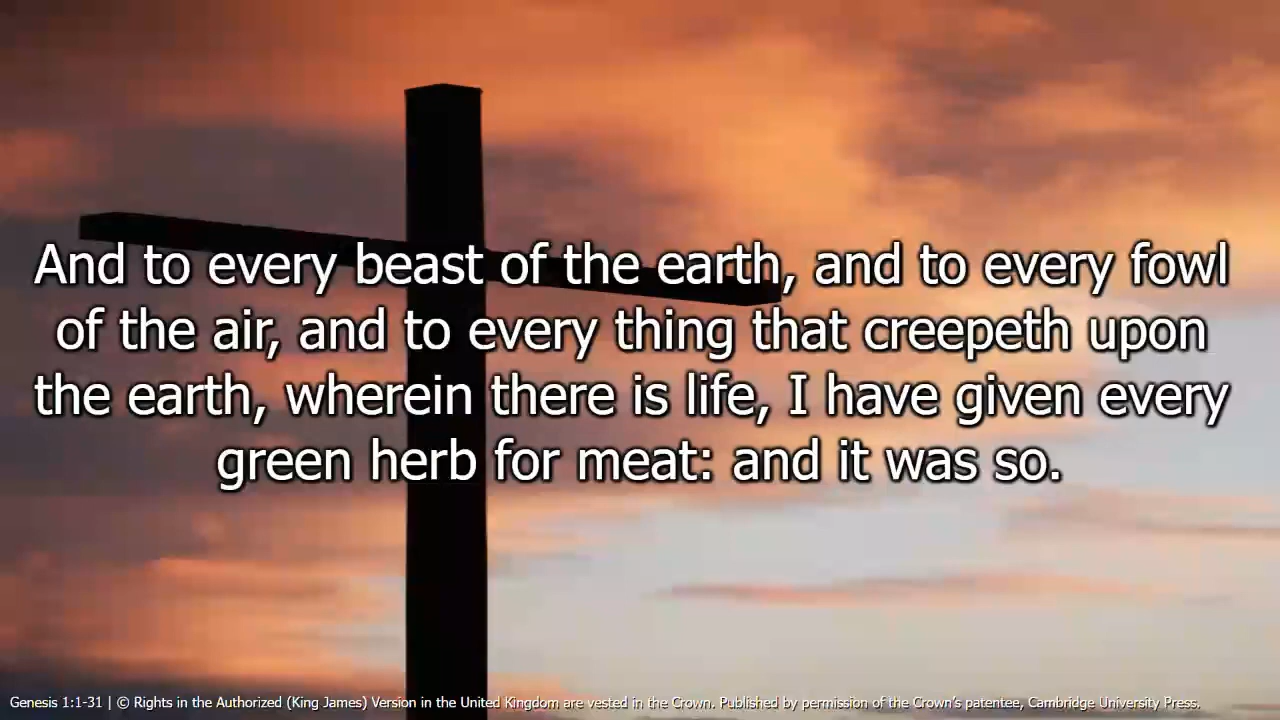 And to every beast of the earth, and to every fowl
of the air, and to every thing that creepeth upon
the earth, wherein there is life, I have given every
green herb for meat: and it was so.
Genesis 1:1-31 | © Rights in the Authorized (King James) Version in the United Kingdom are vested in the Crown. Published by permission of the Crown’s patentee, Cambridge University Press.